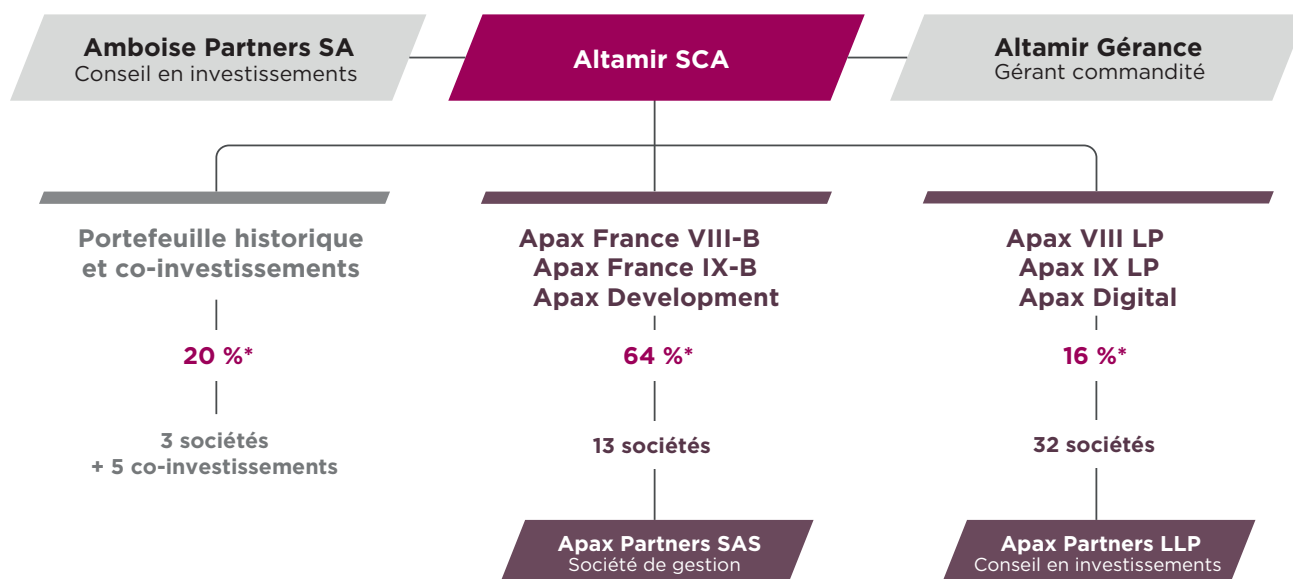 Amboise Partners SA
Conseil en investissements
Altamir SCA
Altamir Gérance
Gérant commandité
Portefeuille historique
et co-investissements
20 %*
3 sociétés
+ 5 co-investissements
Apax France VIII-B
Apax France IX-B
Apax Development
64 %*
13 sociétés
Apax Partners SAS
Société de gestion
Apax VIII LP
Apax IX LP
Apax Digital
16 %*
32 sociétés
Apax Partners LLP
Conseil en investissements